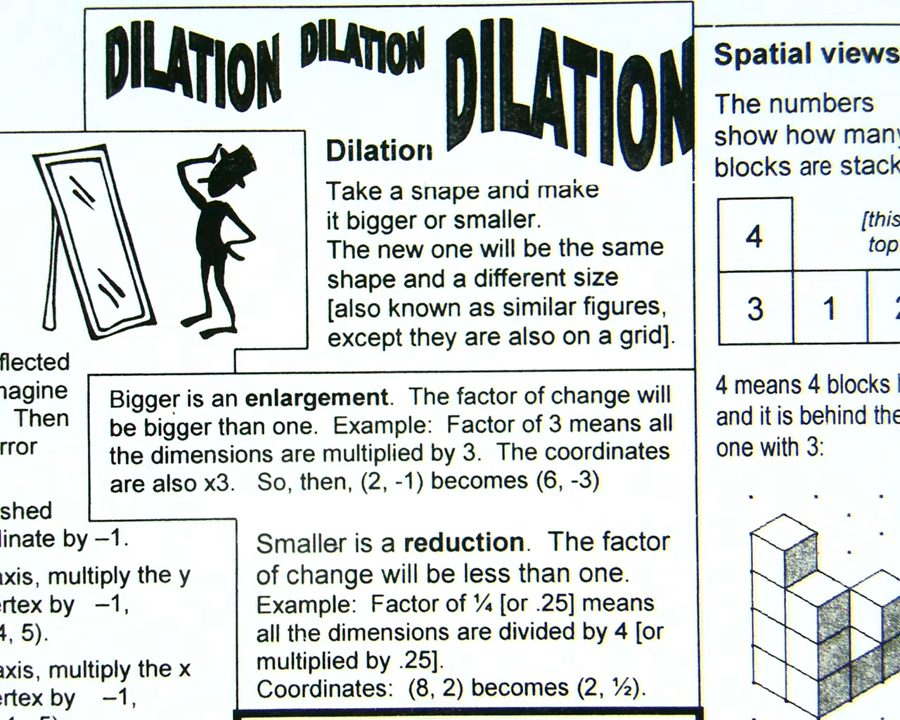 DILATION DILATION DILATION
Dilation
Take a snape and make
it bigger or smaller.
The new one will be the same
shape and a different size
[also known as similar figures,
except they are also on a grid].
Bigger is an enlargement. The factor of change will
be bigger than one. Example: Factor of 3 means all
the dimensions are multiplied by 3. The coordinates
are also x3. So, then, (2, -1) becomes (6, -3)
Smaller is a reduction. The factor
of change will be less than one.
Example: Factor of ¼ [or .25] means
all the dimensions are divided by 4 [or
multiplied by .25].
Coordinates: (8, 2) becomes (2, ½).
flected
magine
Then
rror
shed
linate by –1.
axis, multiply the y
ertex by –1,
4, 5).
axis, multiply the x
ertex by –1,
Spatial views
The numbers
show how many
blocks are stack
4
[this
top
3 1 2
4 means 4 blocks
and it is behind the
one with 3: